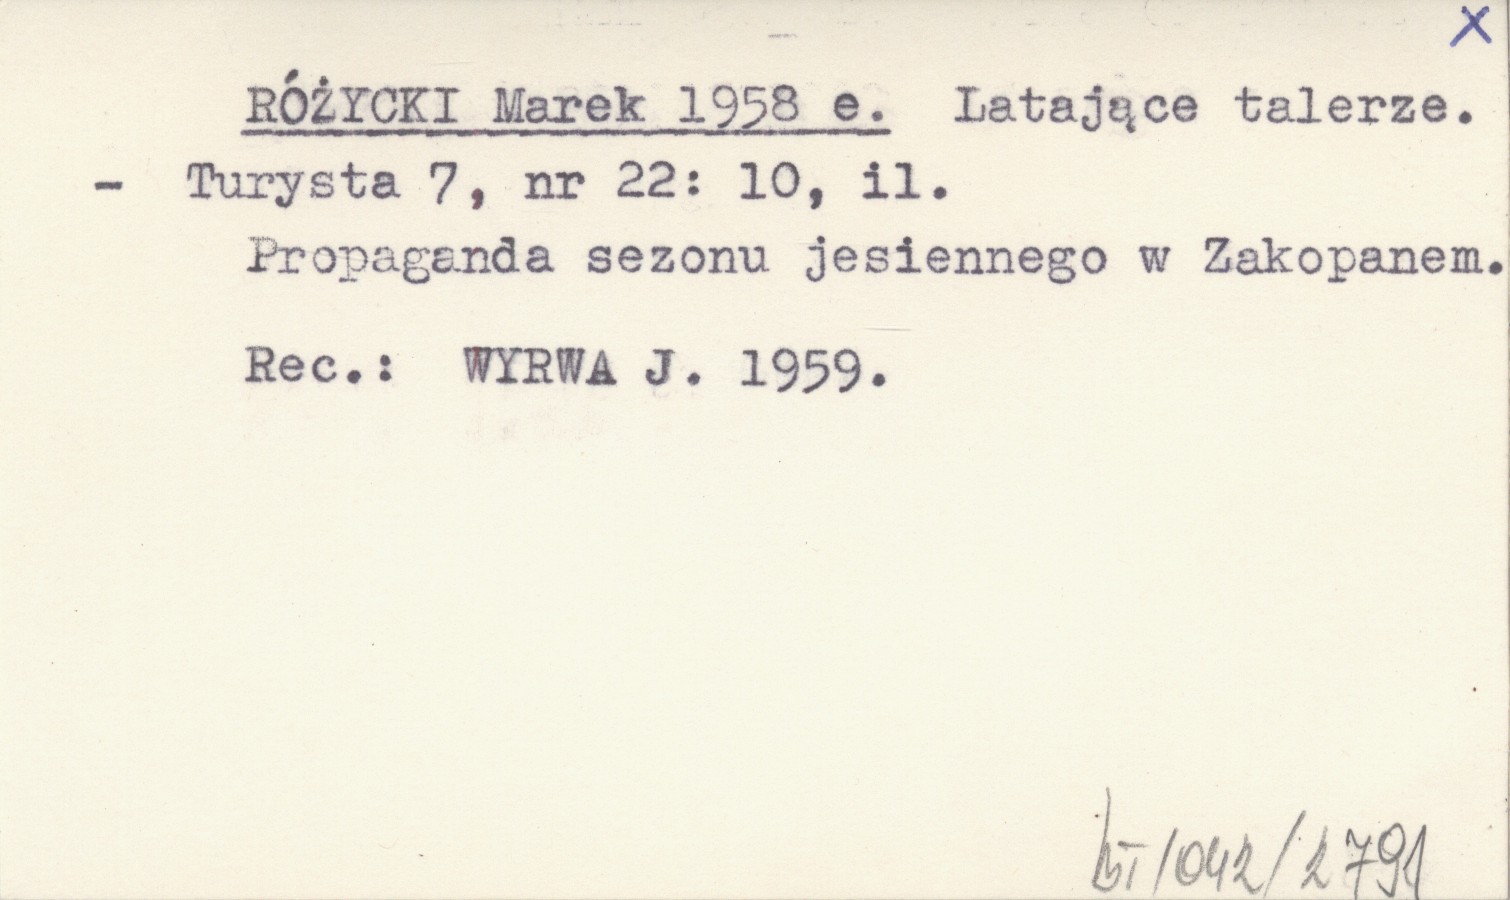 X
RÓŻYCKI Marek 1958 e. Latające talerze.
- Turysta 7, nr 22: 10, il.
Propaganda sezonu jesiennego w Zakopanem.
Rec.: WYRWA J. 1959.
/042/2791